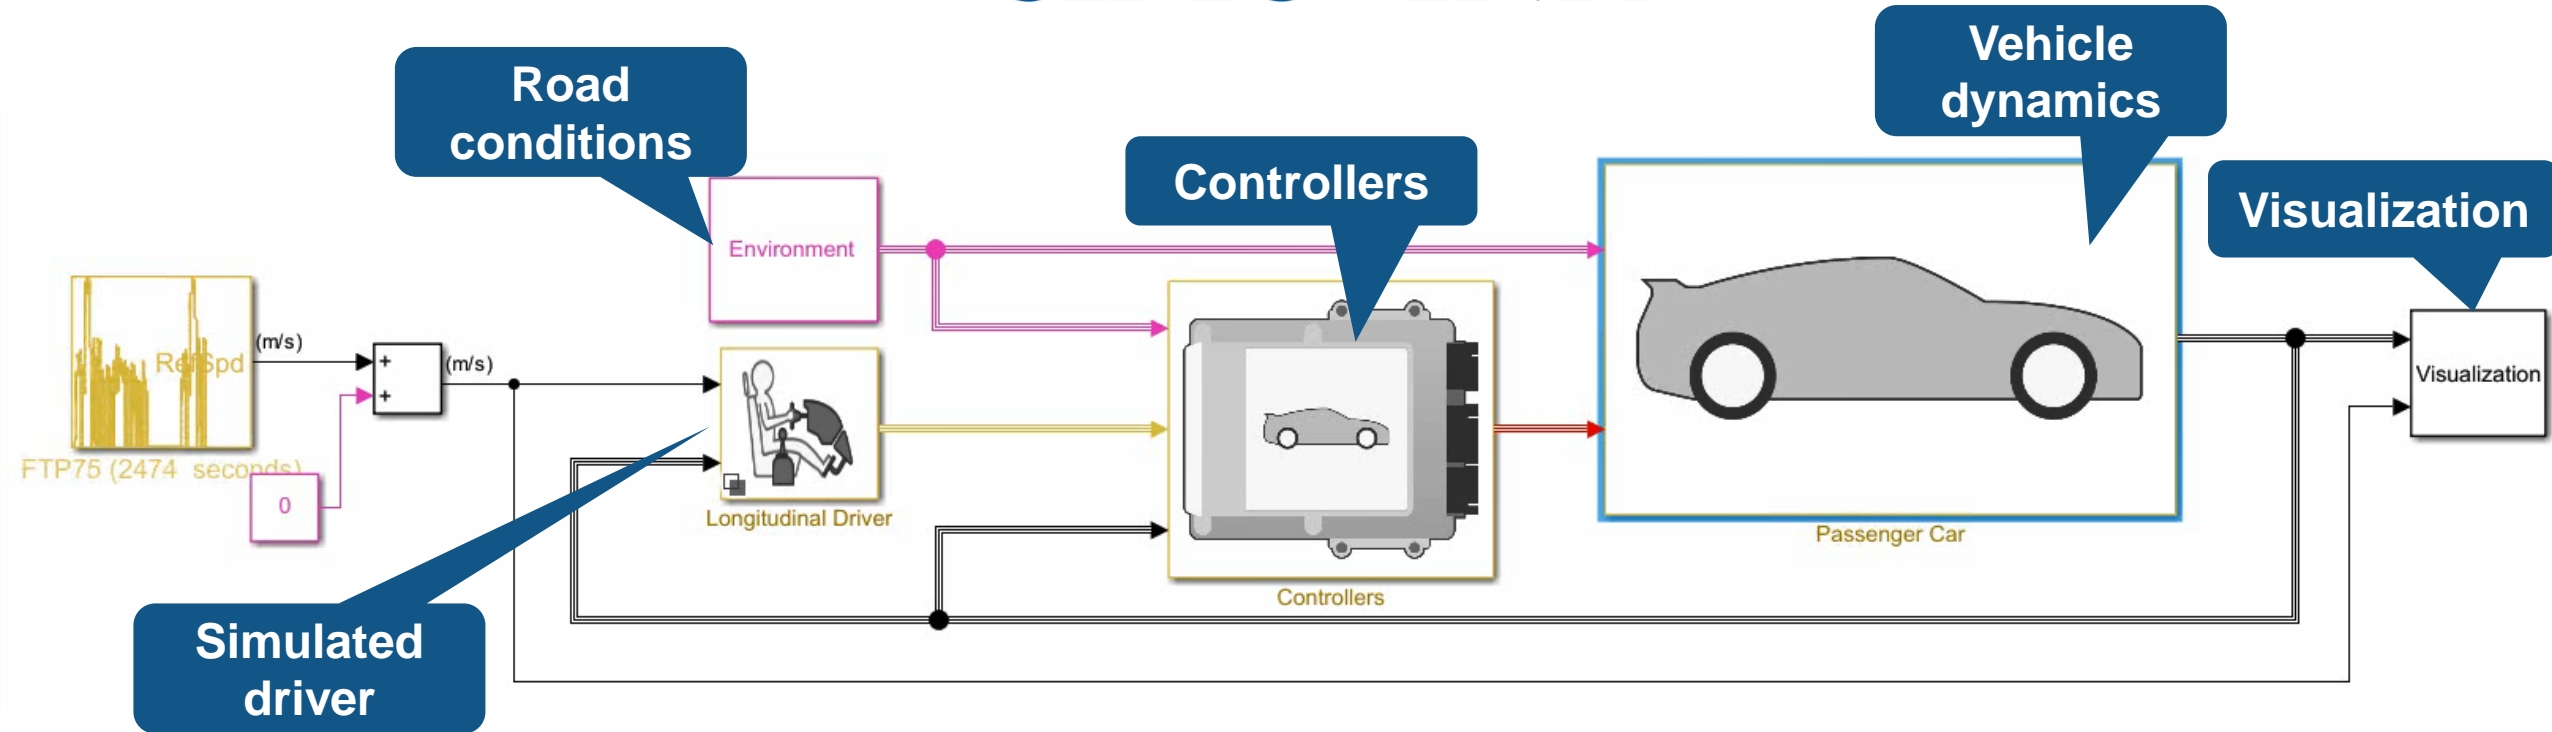 Road
conditions
Vehicle
dynamics
Controllers
Visualization
Environment
RefSpd
(m/s)
+
+
(m/s)
FTP75 (2474 seconds)
0
Longitudinal Driver
Controllers
Passenger Car
Visualization
Simulated
driver